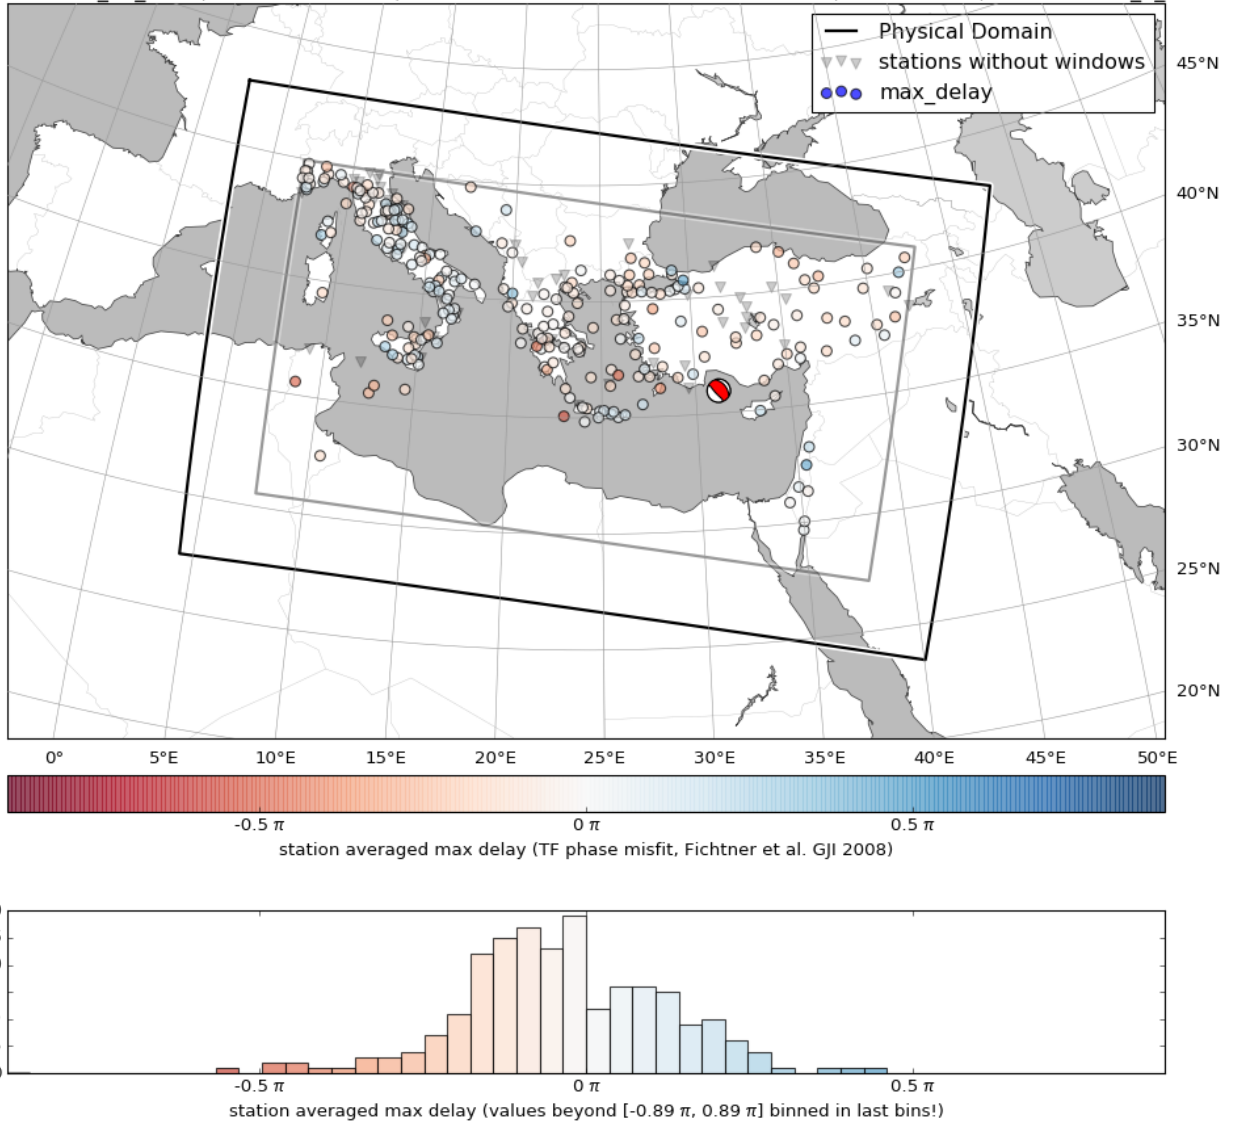 Physical Domain
stations without windows
max_delay
45°N
40°N
35°N
30°N
25°N
20°N
0° 5°E 10°E 15°E 20°E 25°E 30°E 35°E 40°E 45°E 50°E
-0.5 π 0 π 0.5 π
station averaged max delay (TF phase misfit, Fichtner et al. GJI 2008)
-0.5 π 0 π 0.5 π
station averaged max delay (values beyond [-0.89 π, 0.89 π] binned in last bins!)